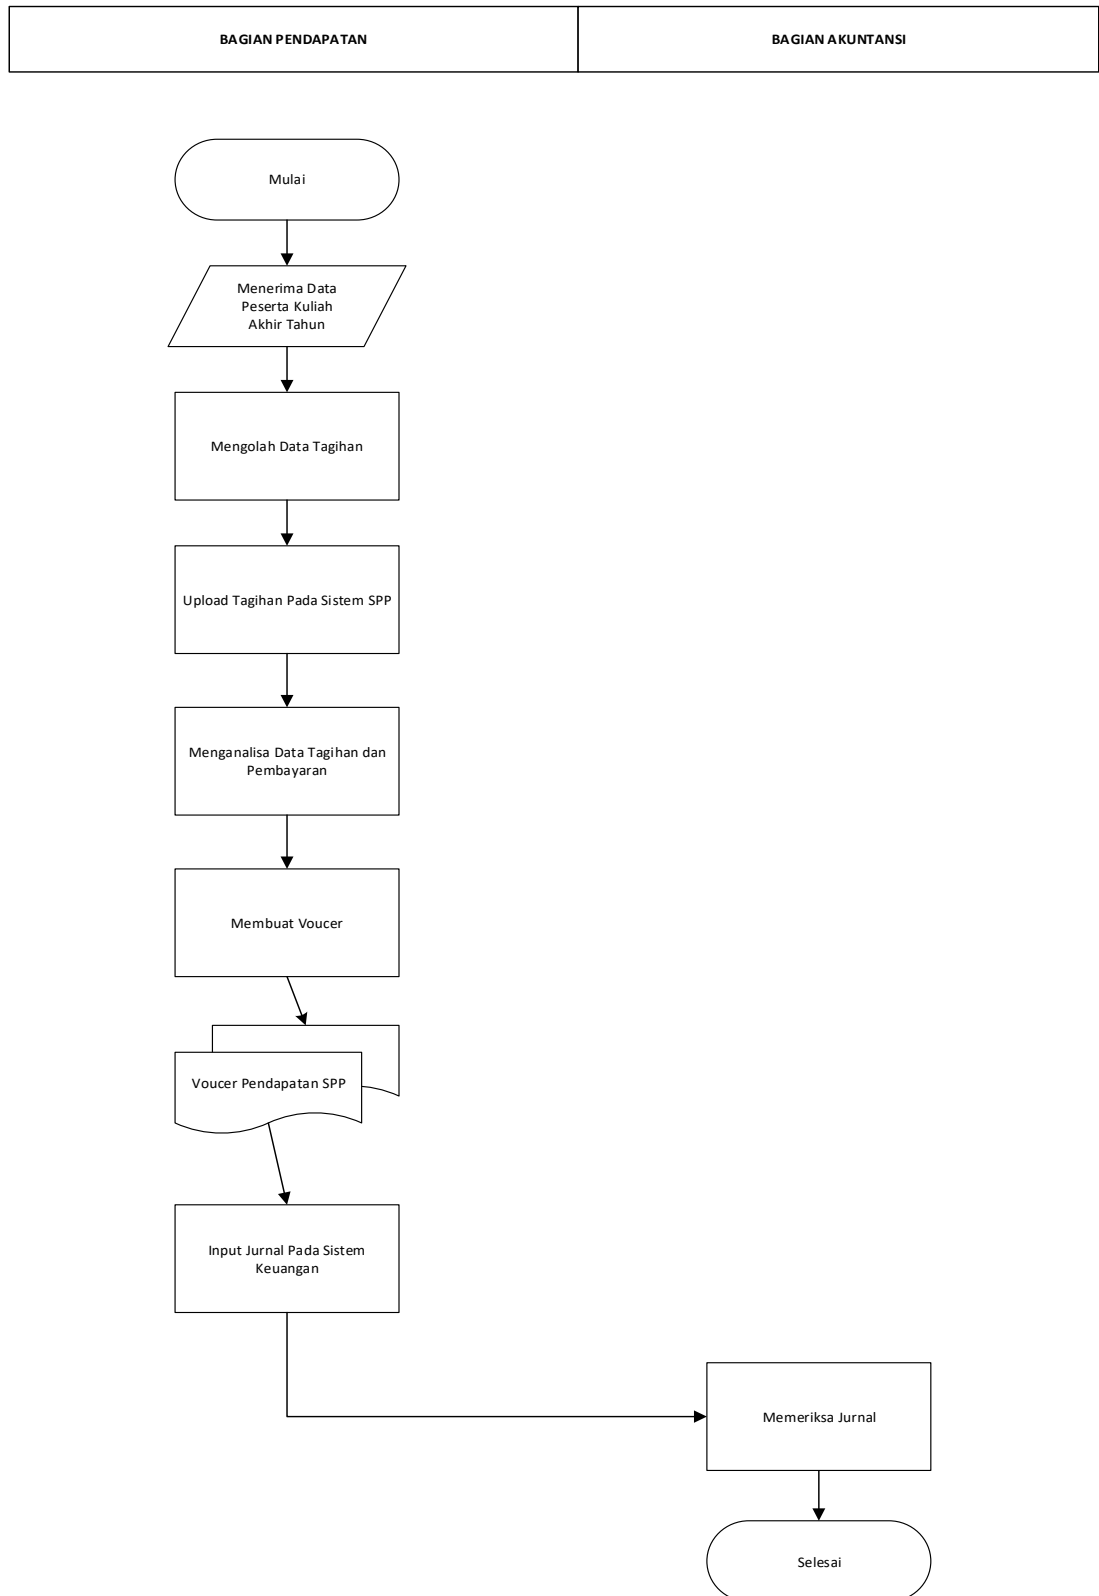 BAGIAN PENDAPATAN
BAGIAN AKUNTANSI
Mulai
Menerima Data
Peserta Kuliah
Akhir Tahun
Mengolah Data Tagihan
Upload Tagihan Pada Sistem SPP
Menganalisa Data Tagihan dan
Pembayaran
Membuat Voucer
Voucer Pendapatan SPP
Input Jurnal Pada Sistem
Keuangan
Memeriksa Jurnal
Selesai